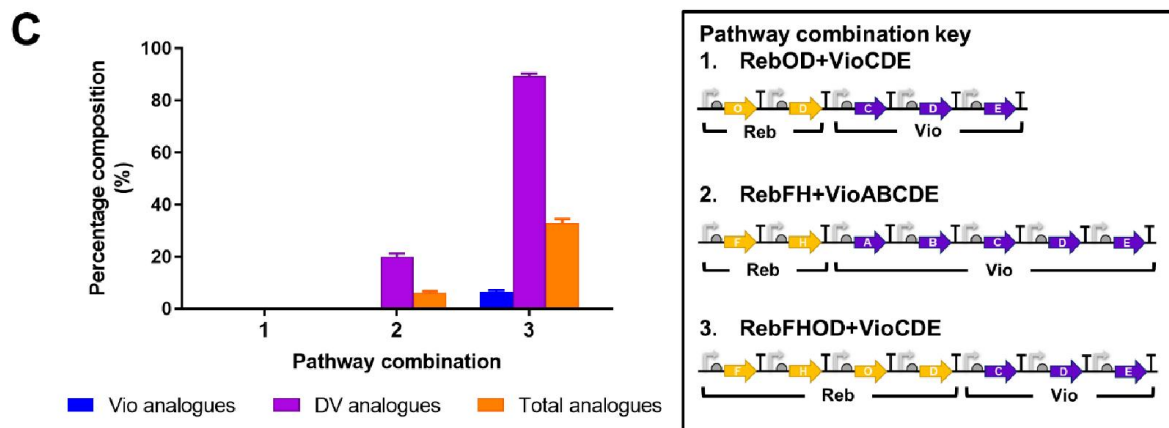 C
100
80
60
40
20
0
Percentage composition
(%)
1 2 3
Pathway combination
Vio analogues DV analogues Total analogues
Pathway combination key
1. RebOD+VioCDE
O D C D E
Reb Vio
2. RebFH+VioABCDE
F H A B C D E
Reb Vio
3. RebFHOD+VioCDE
F H O D C D E
Reb Vio